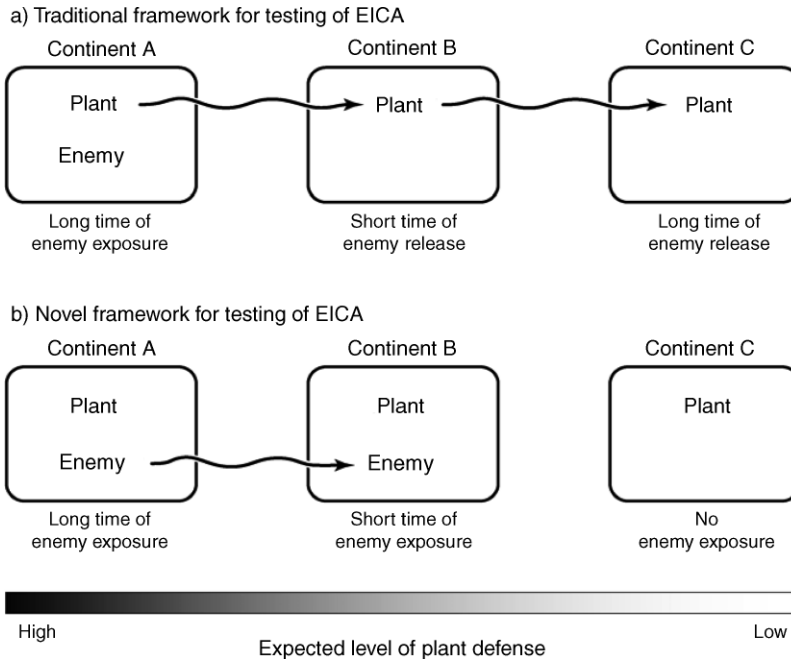 a) Traditional framework for testing of EICA
Continent A Continent B Continent C
Plant Plant Plant
Enemy
Long time of enemy exposure
Short time of enemy release
Long time of enemy release
b) Novel framework for testing of EICA
Continent A Continent B Continent C
Plant Plant Plant
Enemy Enemy
Long time of enemy exposure
Short time of enemy exposure
No enemy exposure
High Low
Expected level of plant defense